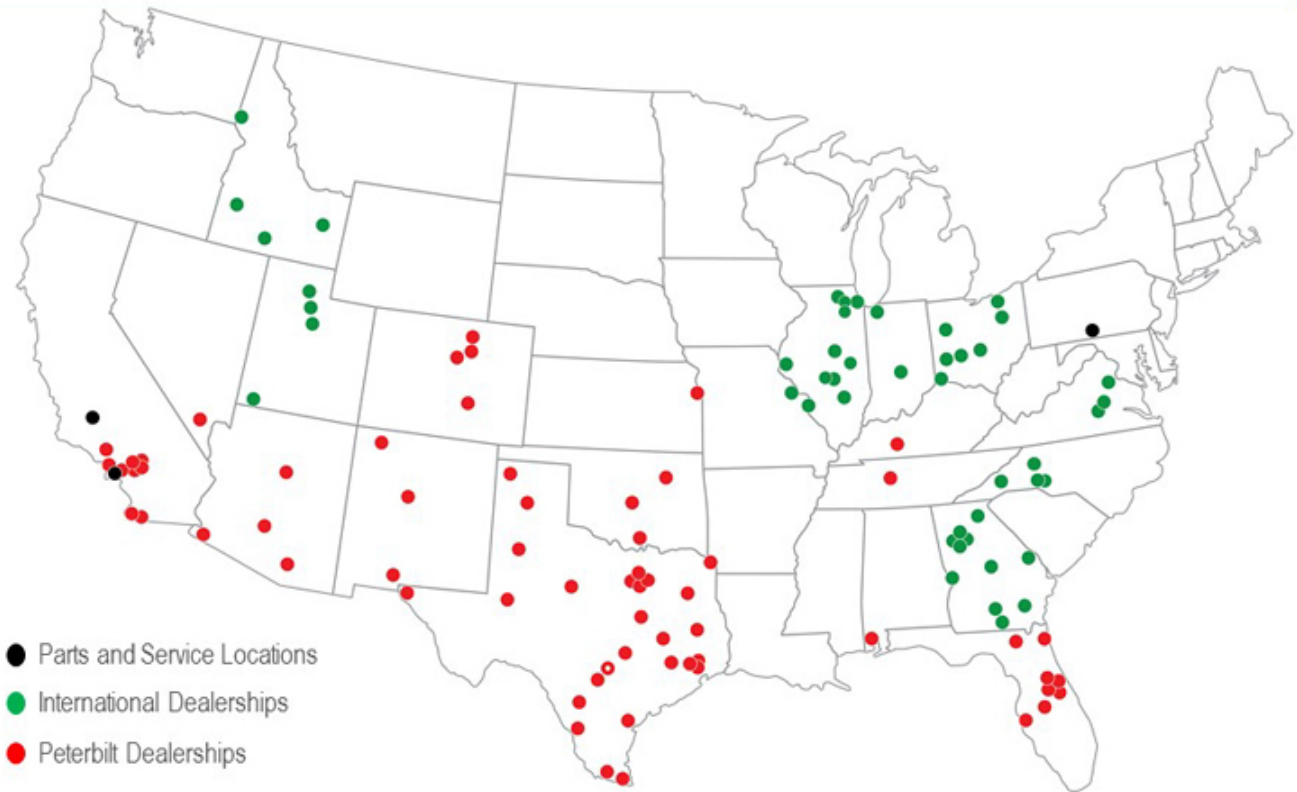 Parts and Service Locations
International Dealerships
Peterbilt Dealerships